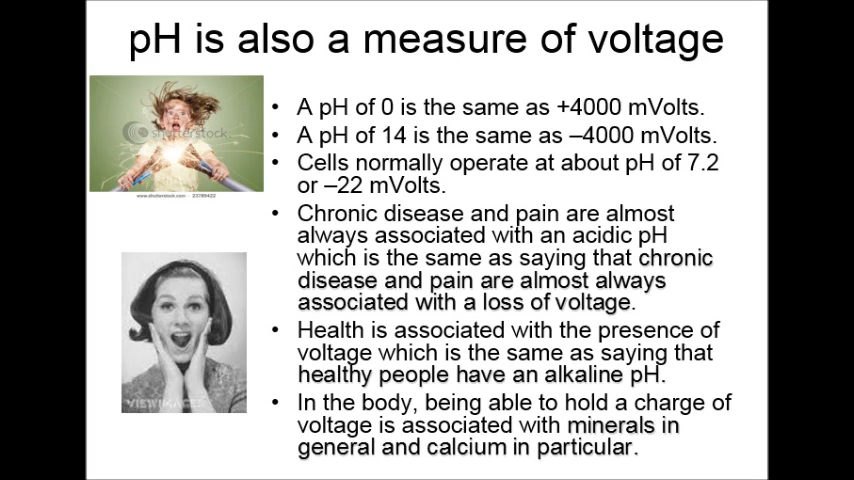 pH is also a measure of voltage
shutterstock
www.shutterstock.com · 23789422
• A pH of 0 is the same as +4000 mVolts.
• A pH of 14 is the same as –4000 mVolts.
• Cells normally operate at about pH of 7.2
or –22 mVolts.
• Chronic disease and pain are almost
always associated with an acidic pH
which is the same as saying that chronic
disease and pain are almost always
associated with a loss of voltage.
• Health is associated with the presence of
voltage which is the same as saying that
healthy people have an alkaline pH.
• In the body, being able to hold a charge of
voltage is associated with minerals in
general and calcium in particular.